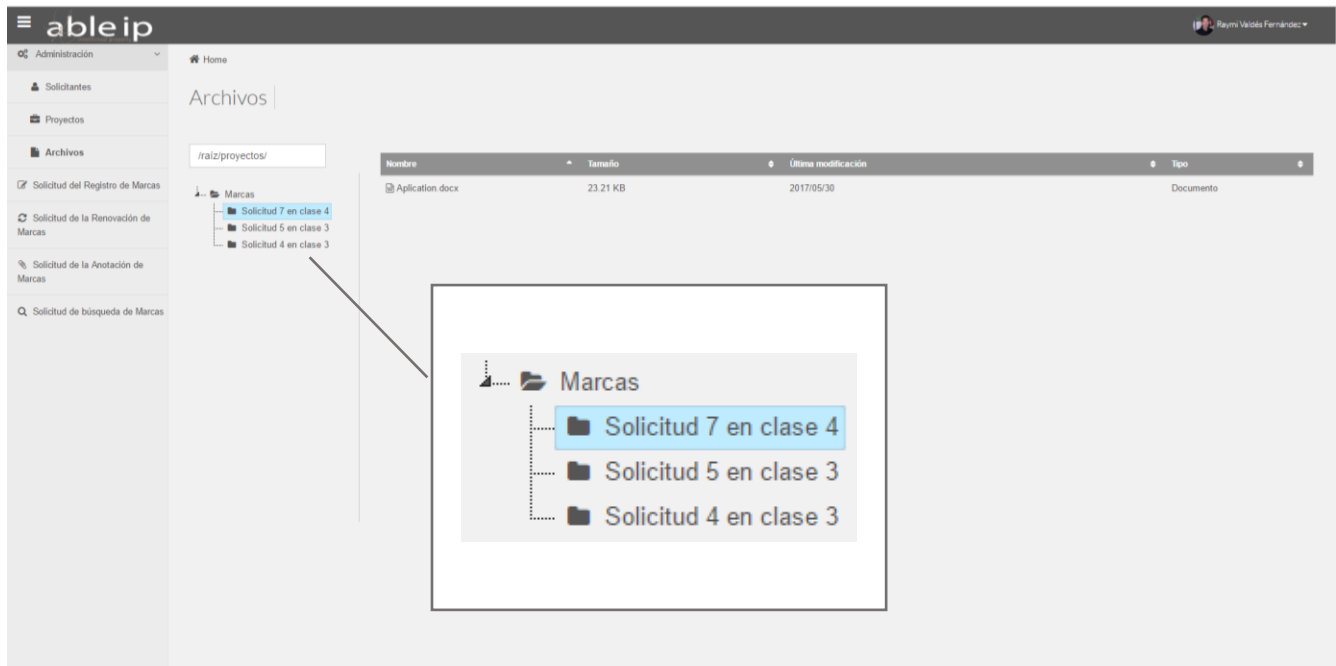 able ip
Raymi Valdés Fernández
Administración
Solicitantes
Proyectos
Archivos
Solicitud del Registro de Marcas
Solicitud de la Renovación de
Marcas
Solicitud de la Anotación de
Marcas
Solicitud de búsqueda de Marcas
Home
Archivos
/raíz/proyectos/
Marcas
Solicitud 7 en clase 4
Solicitud 5 en clase 3
Solicitud 4 en clase 3
Nombre Tamaño Última modificación Tipo
Aplication.docx 23.21 KB 2017/05/30 Documento
Marcas
Solicitud 7 en clase 4
Solicitud 5 en clase 3
Solicitud 4 en clase 3